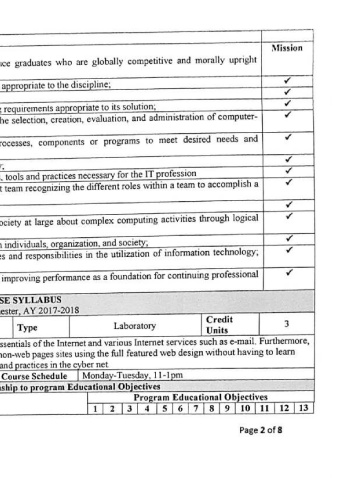 Mission
ice graduates who are globally competitive and morally upright
appropriate to the discipline; ✓
✓
requirements appropriate to its solution; ✓
he selection, creation, evaluation, and administration of computer- ✓
rocesses, components or programs to meet desired needs and ✓
✓
, tools and practices necessary for the IT profession ✓
t team recognizing the different roles within a team to accomplish a ✓
✓
ociety at large about complex computing activities through logical ✓
n individuals, organization, and society; ✓
es and responsibilities in the utilization of information technology; ✓
improving performance as a foundation for continuing professional ✓
SE SYLLABUS
ester, AY 2017-2018
Type Laboratory Credit Units 3
ssentials of the Internet and various Internet services such as e-mail. Furthermore,
non-web pages sites using the full featured web design without having to learn
and practices in the cyber net
Course Schedule Monday-Tuesday, 11-1pm
nship to program Educational Objectives
Program Educational Objectives
1 2 3 4 5 6 7 8 9 10 11 12 13
Page 2 of 8